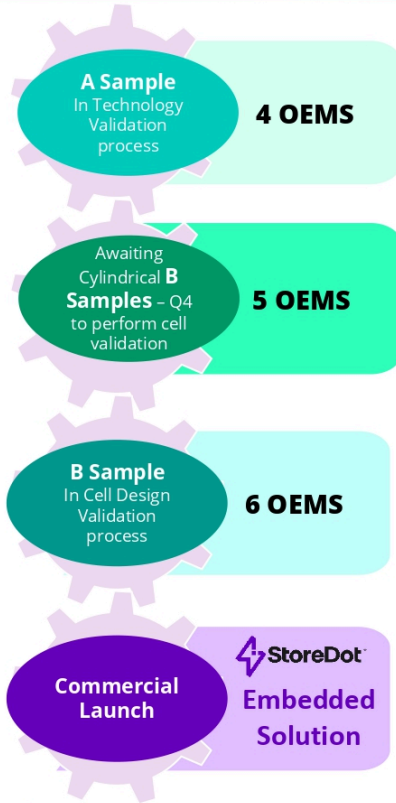 A Sample
In Technology
Validation
process
4 OEMS
Awaiting
Cylindrical B
Samples – Q4
to perform cell
validation
5 OEMS
B Sample
In Cell Design
Validation
process
6 OEMS
Commercial
Launch
StoreDot
Embedded
Solution